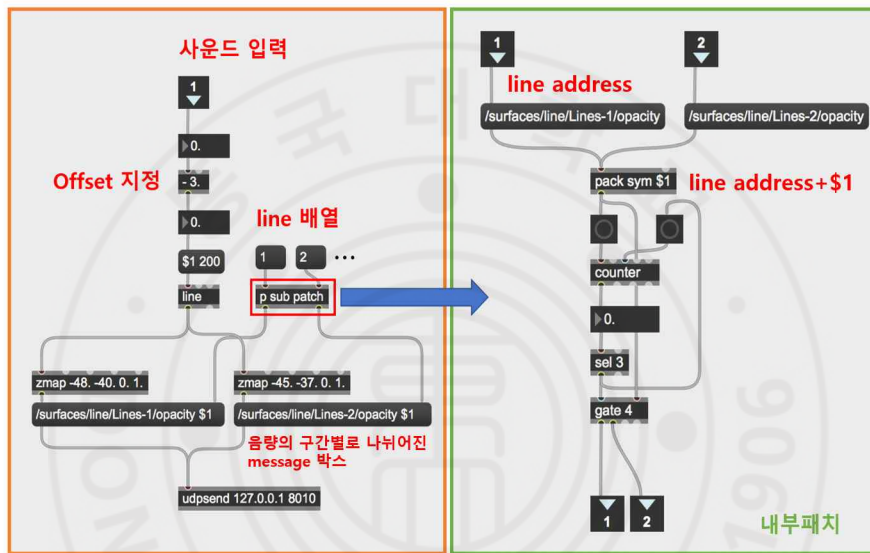 사운드 입력
1
0.
- 3.
Offset 지정
0.
$1 200
line
line 배열
1
2
...
p sub patch
zmap -48. -40. 0. 1.
zmap -45. -37. 0. 1.
/surfaces/line/Lines-1/opacity $1
/surfaces/line/Lines-2/opacity $1
음량의 구간별로 나뉘어진
message 박스
udpsend 127.0.0.1 8010
1
2
line address
/surfaces/line/Lines-1/opacity
/surfaces/line/Lines-2/opacity
pack sym $1
line address+$1
counter
0.
sel 3
gate 4
1
2
내부패치
1906